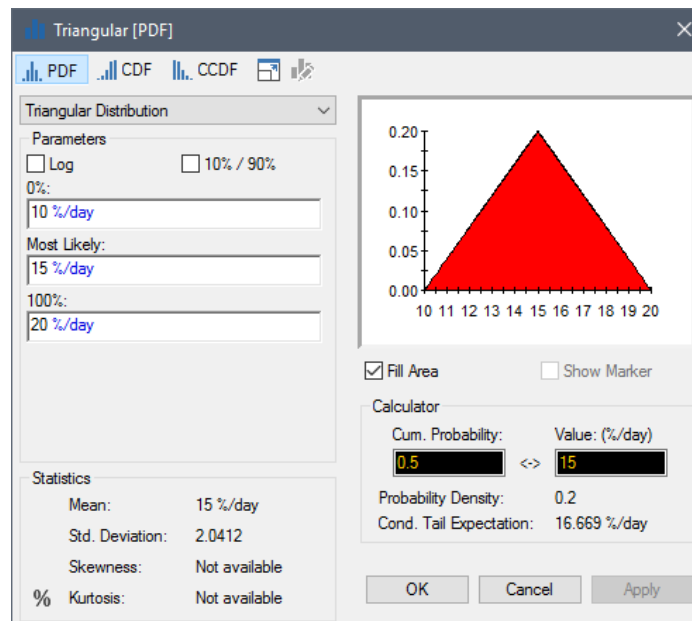 Triangular [PDF]
PDF CDF CCDF
Triangular Distribution
Parameters
Log 10% / 90%
0%:
10 %/day
Most Likely:
15 %/day
100%:
20 %/day
0.20
0.15
0.10
0.05
0.00
10 11 12 13 14 15 16 17 18 19 20
Fill Area Show Marker
Calculator
Cum. Probability: Value: (%/day)
0.5 <-> 15
Probability Density: 0.2
Cond. Tail Expectation: 16.669 %/day
Statistics
Mean: 15 %/day
Std. Deviation: 2.0412
Skewness: Not available
% Kurtosis: Not available
OK Cancel Apply